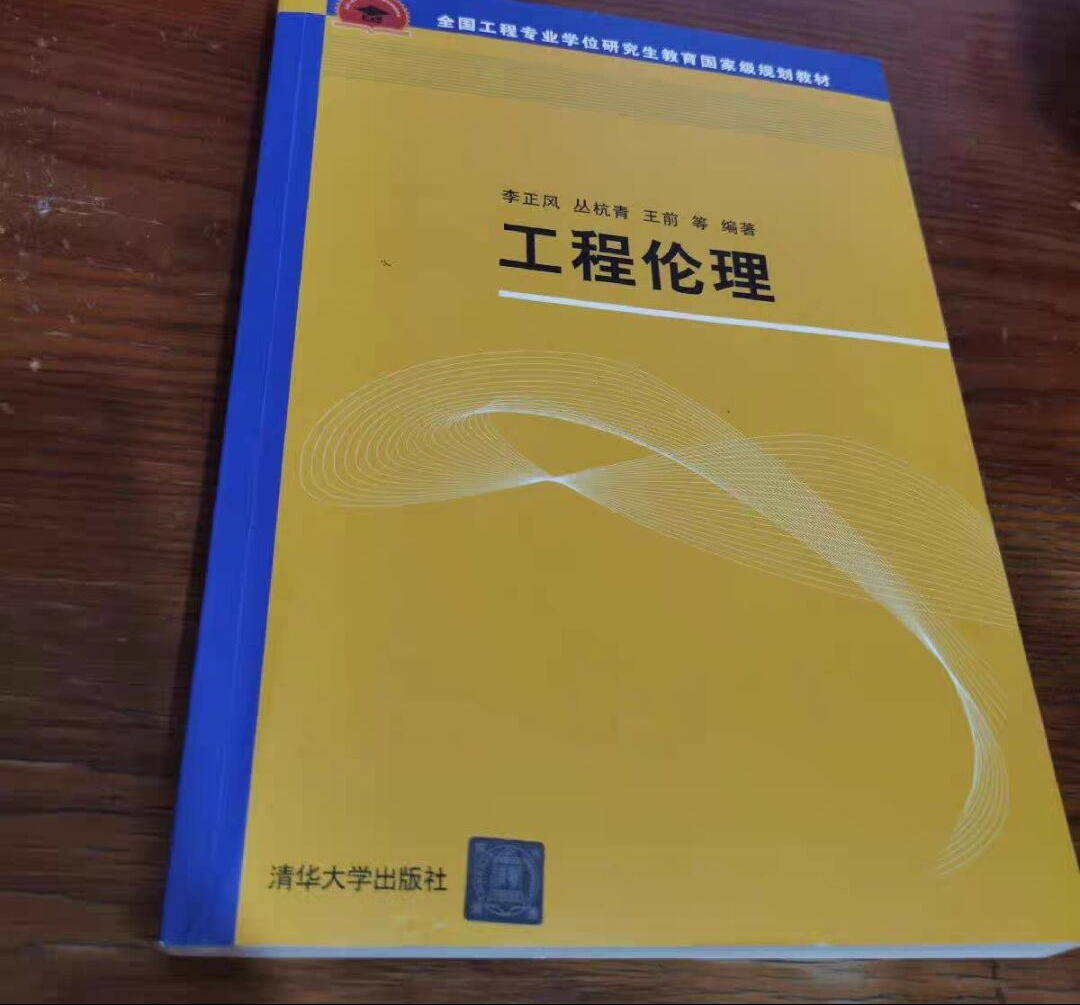 全国工程专业学位研究生教育国家级规划教材
李正风 丛杭青 王前 等 编著
工程伦理
清华大学出版社